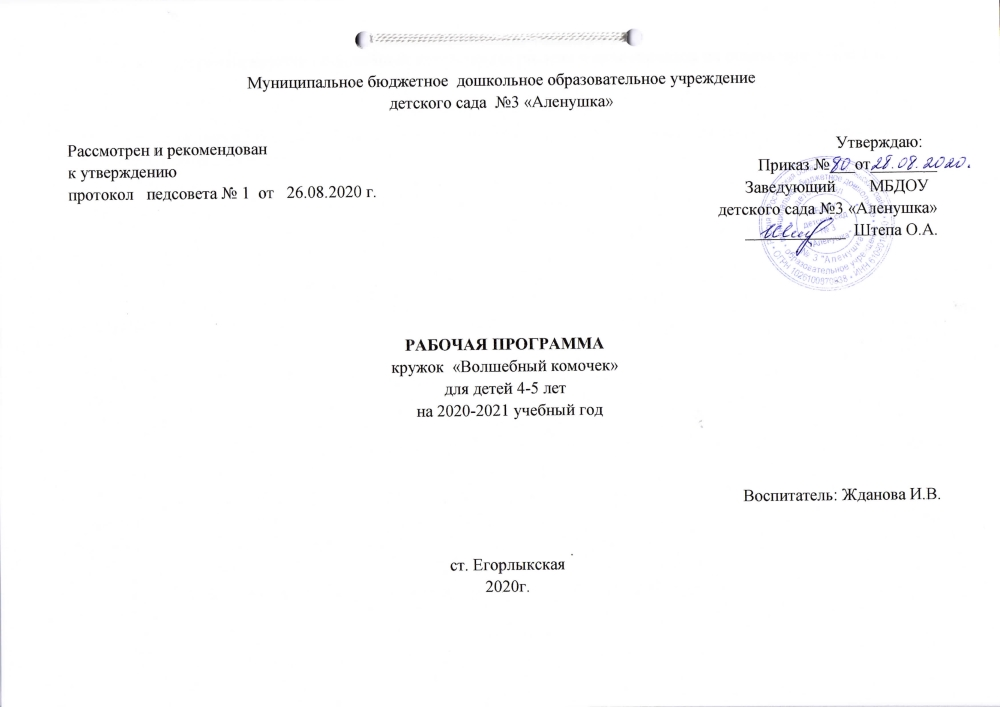 Муниципальное бюджетное дошкольное образовательное учреждение
детского сада №3 «Аленушка»
Рассмотрен и рекомендован
к утверждению
протокол педсовета № 1 от 26.08.2020 г.
Утверждаю:
Приказ № 80 от 28.08.2020.
Заведующий МБДОУ
детского сада №3 «Аленушка»
Штепа О.А.
РАБОЧАЯ ПРОГРАММА
кружок «Волшебный комочек»
для детей 4-5 лет
на 2020-2021 учебный год
Воспитатель: Жданова И.В.
ст. Егорлыкская
2020г.